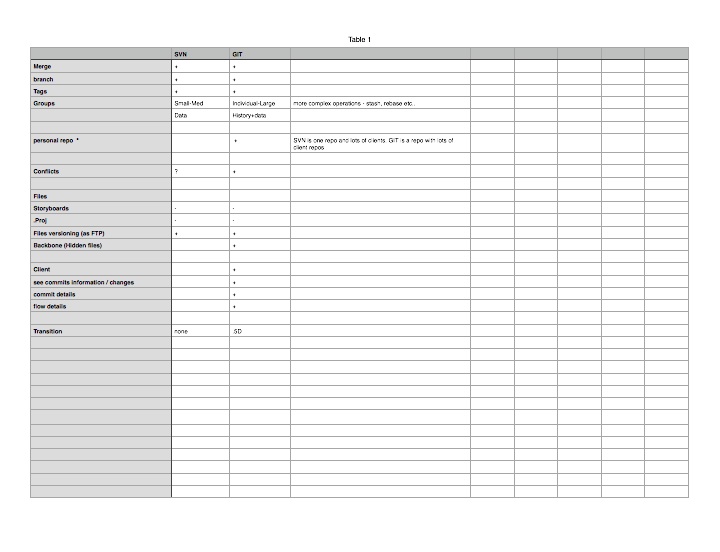 Table 1
SVN GIT
Merge + +
branch + +
Tags + +
Groups Small-Med Individual-Large more complex operations - stash, rebase etc..
Data History+data
personal repo * + SVN is one repo and lots of clients. GIT is a repo with lots of
client repos
Conflicts ? +
Files
Storyboards - -
.Proj - -
Files versioning (as FTP) + +
Backbone (Hidden files) +
Client +
see commits information / changes +
commit details +
flow details +
Transition none .5D